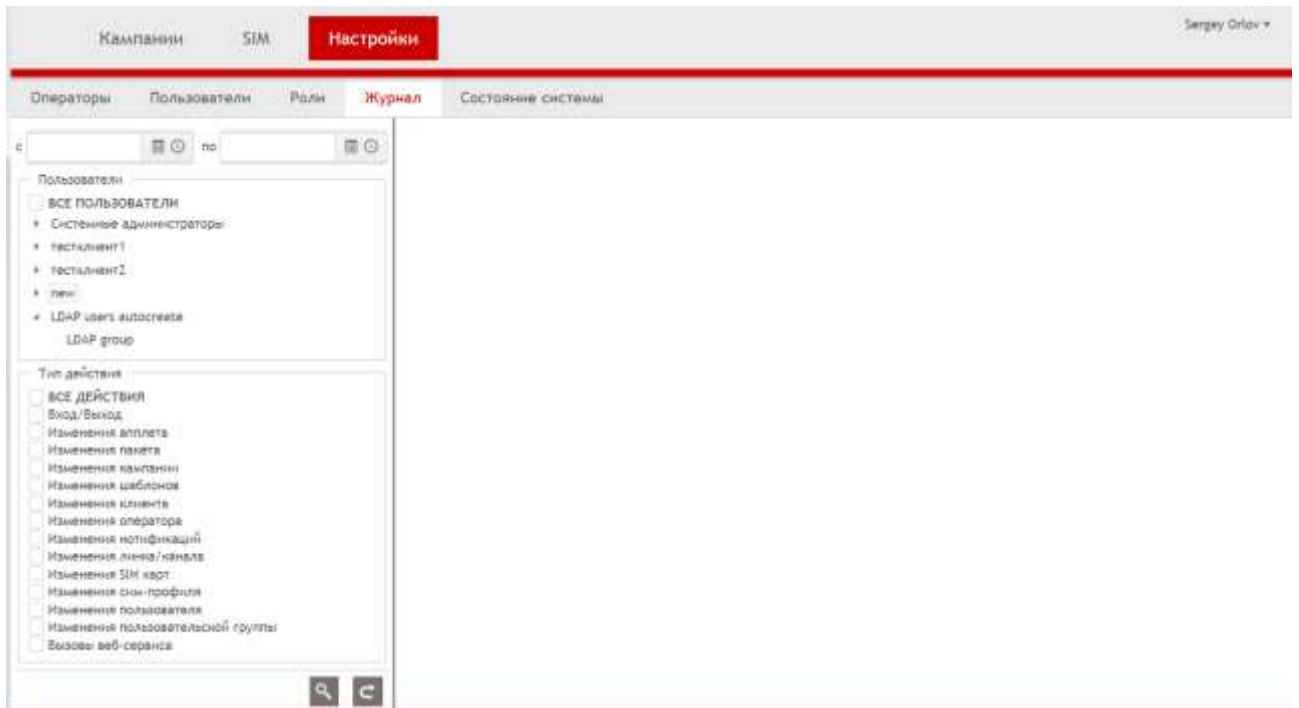 Кампании SIM Настройки Sergey Orlov
Операторы Пользователи Роли Журнал Состояние системы
с по
Пользователи
ВСЕ ПОЛЬЗОВАТЕЛИ
Системные администраторы
тестклиент1
тестклиент2
new
LDAP users autocreate
LDAP group
Тип действия
ВСЕ ДЕЙСТВИЯ
Вход/Выход
Изменения апплета
Изменения пакета
Изменения кампании
Изменения шаблонов
Изменения клиента
Изменения оператора
Изменения нотификаций
Изменения линка/канала
Изменения SIM карт
Изменения сим-профиля
Изменения пользователя
Изменения пользовательской группы
Вызовы веб-сервиса